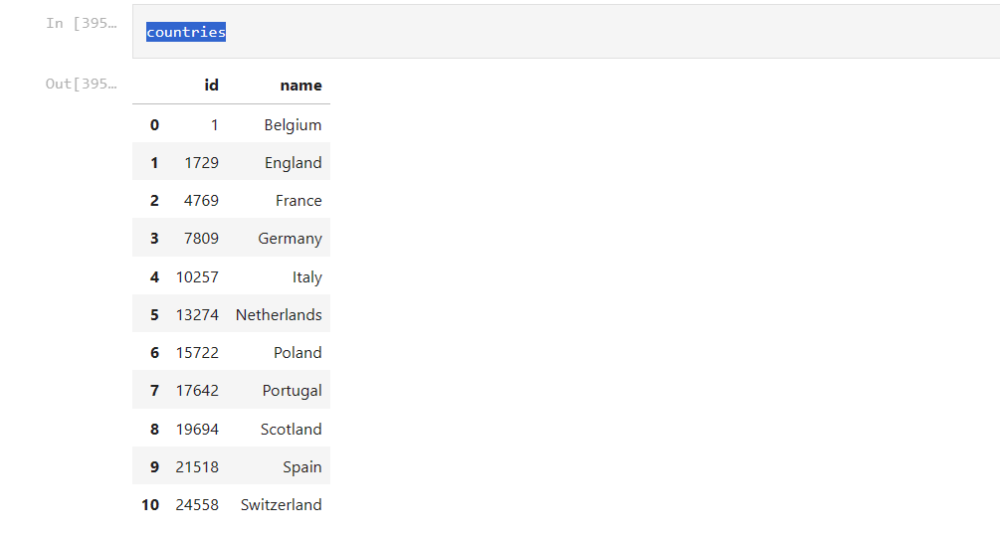 In [395…
countries
Out[395…
id name
0 1 Belgium
1 1729 England
2 4769 France
3 7809 Germany
4 10257 Italy
5 13274 Netherlands
6 15722 Poland
7 17642 Portugal
8 19694 Scotland
9 21518 Spain
10 24558 Switzerland